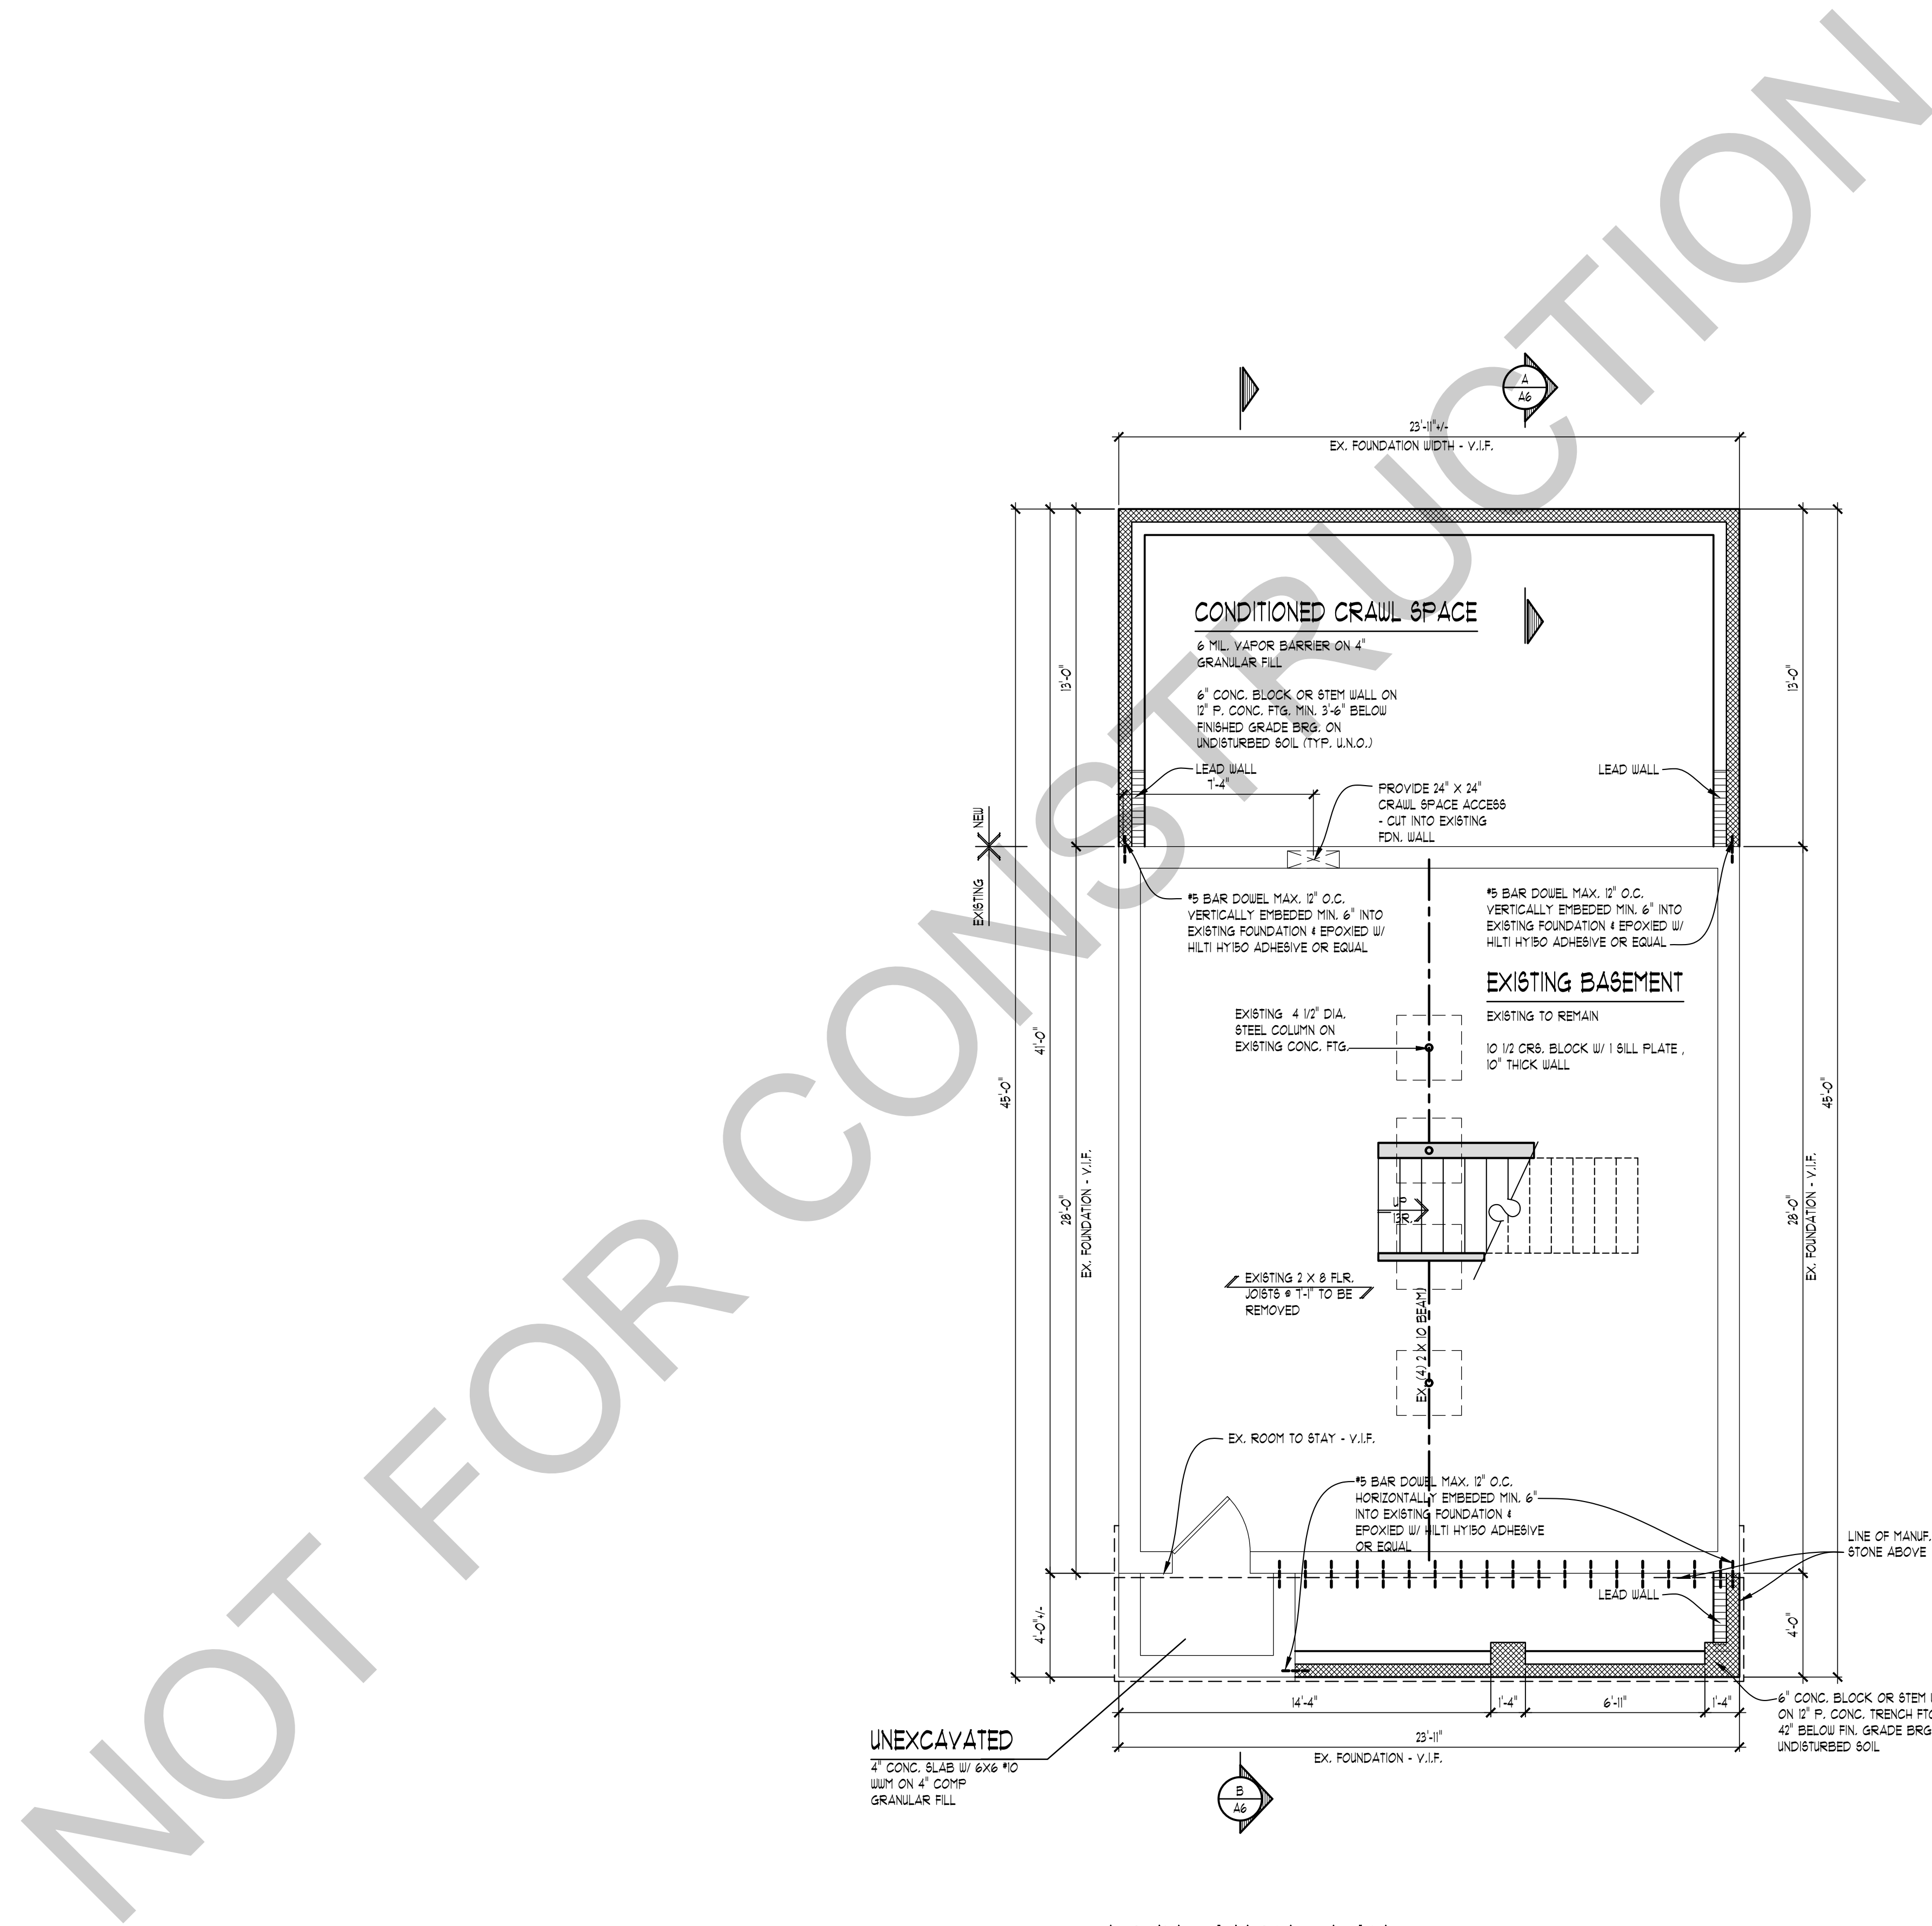 NOT FOR CONSTRUCTION
A
A6
23'-11"+/-
EX. FOUNDATION WIDTH - V.I.F.
CONDITIONED CRAWL SPACE
6 MIL. VAPOR BARRIER ON 4"
GRANULAR FILL
6" CONC. BLOCK OR STEM WALL ON
12" P. CONC. FTG. MIN. 3'-6" BELOW
FINISHED GRADE BRG. ON
UNDISTURBED SOIL (TYP. U.N.O.)
13'-0"
13'-0"
LEAD WALL
7'-4"
LEAD WALL
PROVIDE 24" X 24"
CRAWL SPACE ACCESS
- CUT INTO EXISTING
FDN. WALL
NEW
EXISTING
#5 BAR DOWEL MAX. 12" O.C.
VERTICALLY EMBEDED MIN. 6" INTO
EXISTING FOUNDATION & EPOXIED W/
HILTI HY150 ADHESIVE OR EQUAL
#5 BAR DOWEL MAX. 12" O.C.
VERTICALLY EMBEDED MIN. 6" INTO
EXISTING FOUNDATION & EPOXIED W/
HILTI HY150 ADHESIVE OR EQUAL
EXISTING BASEMENT
EXISTING TO REMAIN
10 1/2 CRS. BLOCK W/ 1 SILL PLATE ,
10" THICK WALL
EXISTING 4 1/2" DIA.
STEEL COLUMN ON
EXISTING CONC. FTG.
41'-0"
45'-0"
45'-0"
28'-0"
EX. FOUNDATION - V.I.F.
28'-0"
EX. FOUNDATION - V.I.F.
UP
13R.
EXISTING 2 X 8 FLR.
JOISTS @ 7'-1" TO BE
REMOVED
EX (4) 2 X 10 BEAM)
EX. ROOM TO STAY - V.I.F.
#5 BAR DOWEL MAX. 12" O.C.
HORIZONTALLY EMBEDED MIN. 6"
INTO EXISTING FOUNDATION &
EPOXIED W/ HILTI HY150 ADHESIVE
OR EQUAL
LINE OF MANUF.
STONE ABOVE
LEAD WALL
4'-0"+/-
4'-0"
14'-4"
1'-4"
6'-11"
1'-4"
23'-11"
EX. FOUNDATION - V.I.F.
6" CONC. BLOCK OR STEM
ON 12" P. CONC. TRENCH FTG
42" BELOW FIN. GRADE BRG
UNDISTURBED SOIL
UNEXCAVATED
4" CONC. SLAB W/ 6X6 #10
WWM ON 4" COMP
GRANULAR FILL
B
A6